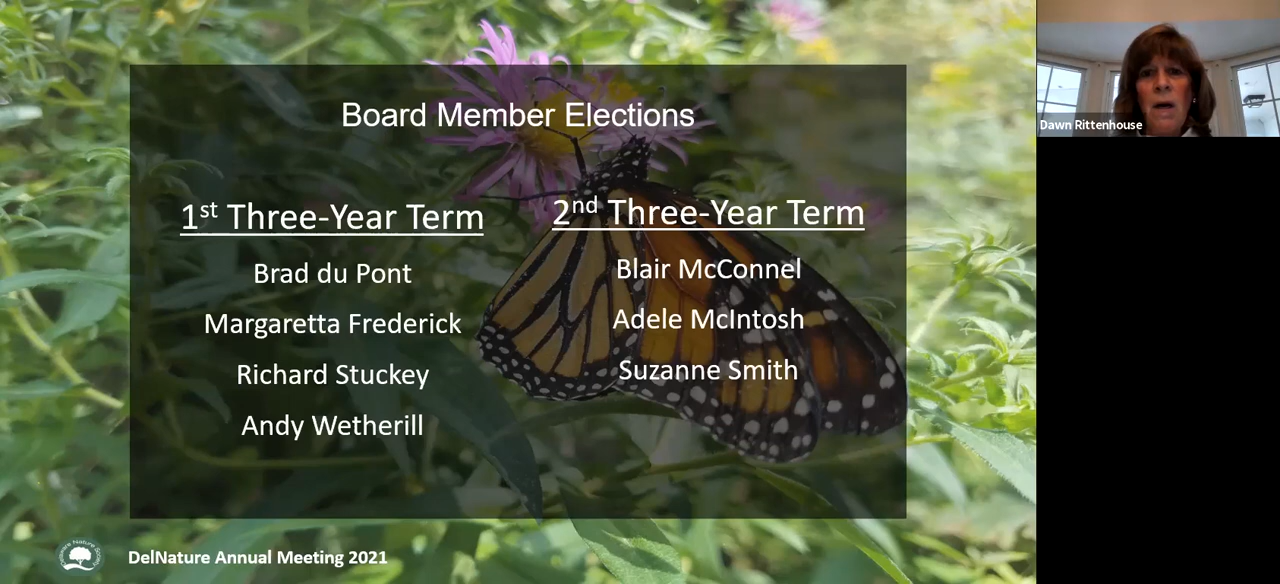 Board Member Elections
1st Three-Year Term
Brad du Pont
Margaretta Frederick
Richard Stuckey
Andy Wetherill
2nd Three-Year Term
Blair McConnel
Adele McIntosh
Suzanne Smith
DelNature Annual Meeting 2021
Dawn Rittenhouse